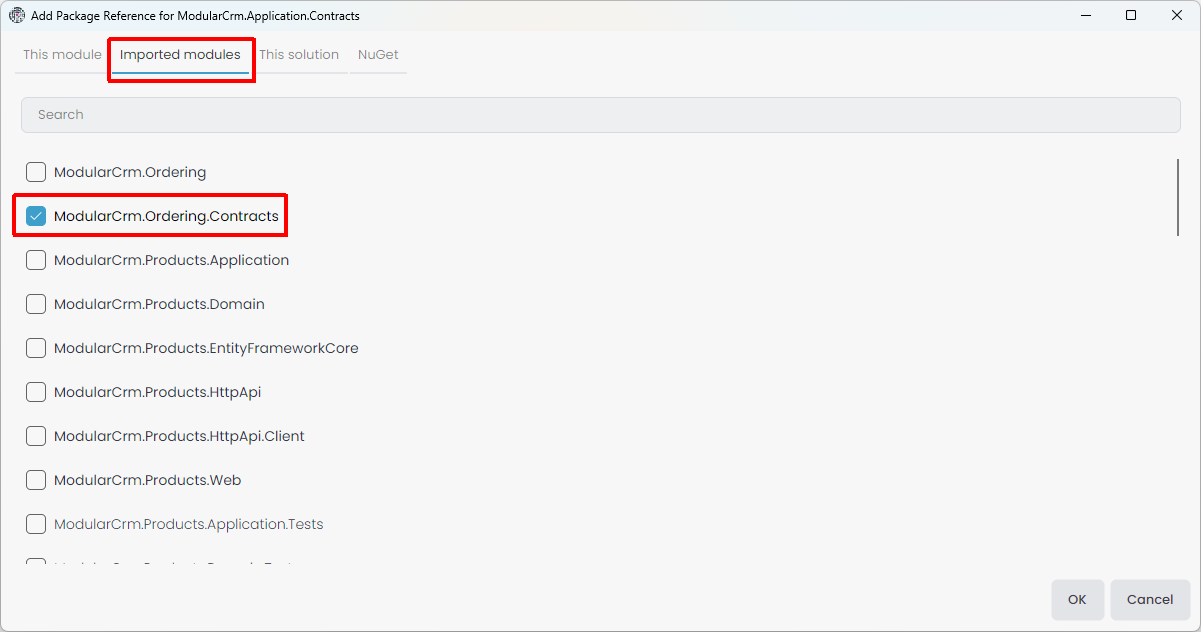 Add Package Reference for ModularCrm.Application.Contracts
This module Imported modules This solution NuGet
Search
ModularCrm.Ordering
ModularCrm.Ordering.Contracts
ModularCrm.Products.Application
ModularCrm.Products.Domain
ModularCrm.Products.EntityFrameworkCore
ModularCrm.Products.HttpApi
ModularCrm.Products.HttpApi.Client
ModularCrm.Products.Web
ModularCrm.Products.Application.Tests
OK Cancel